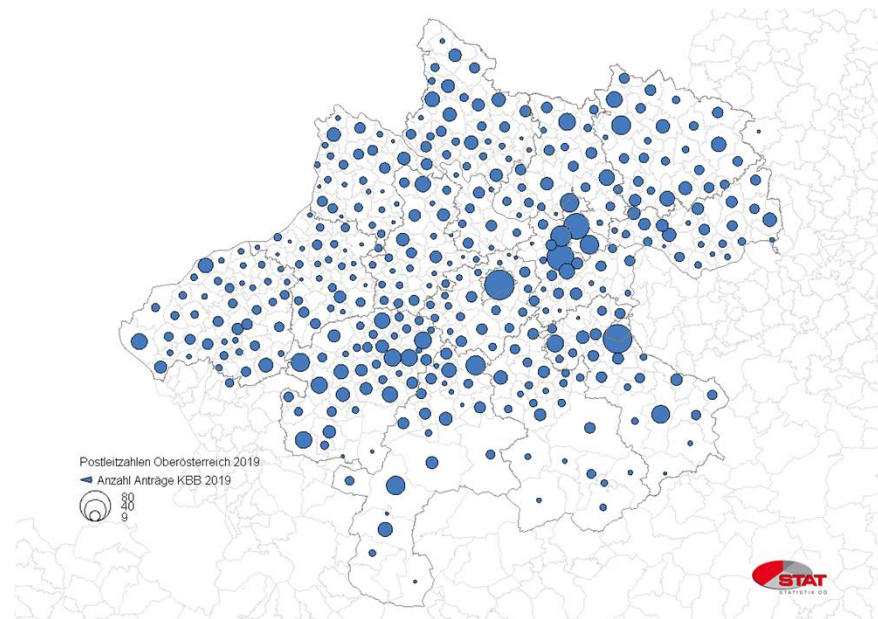 Postleitzahlen Oberösterreich 2019
Anzahl Anträge KBB 2019
80
40
9
STAT
STATISTIK OÖ